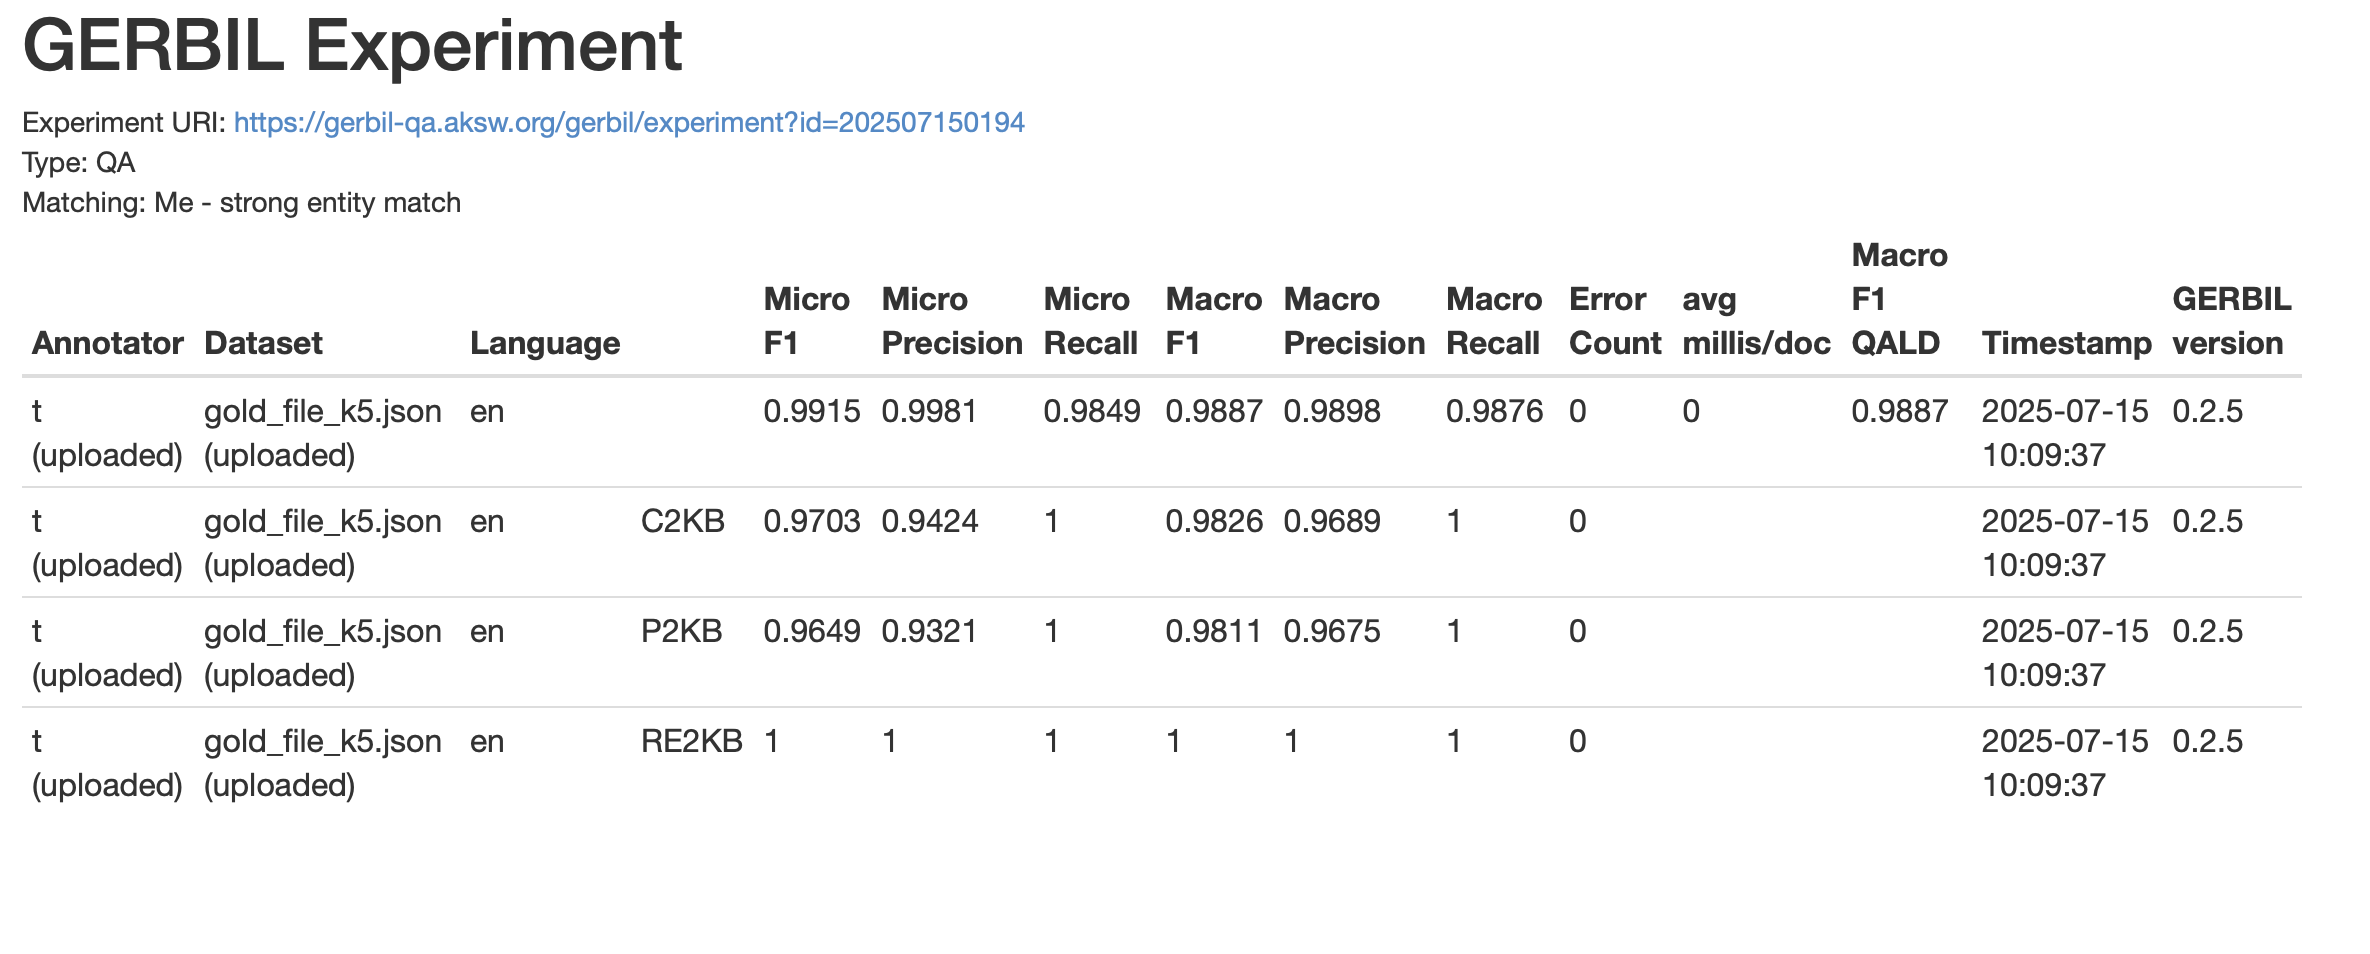 GERBIL Experiment
Experiment URI: https://gerbil-qa.aksw.org/gerbil/experiment?id=202507150194
Type: QA
Matching: Me - strong entity match
Annotator Dataset Language Micro F1 Micro Precision Micro Recall Macro F1 Macro Precision Macro Recall Error Count avg millis/doc Macro F1 QALD Timestamp GERBIL version
t (uploaded) gold_file_k5.json (uploaded) en 0.9915 0.9981 0.9849 0.9887 0.9898 0.9876 0 0 0.9887 2025-07-15 10:09:37 0.2.5
t (uploaded) gold_file_k5.json (uploaded) en C2KB 0.9703 0.9424 1 0.9826 0.9689 1 0 2025-07-15 10:09:37 0.2.5
t (uploaded) gold_file_k5.json (uploaded) en P2KB 0.9649 0.9321 1 0.9811 0.9675 1 0 2025-07-15 10:09:37 0.2.5
t (uploaded) gold_file_k5.json (uploaded) en RE2KB 1 1 1 1 1 1 0 2025-07-15 10:09:37 0.2.5